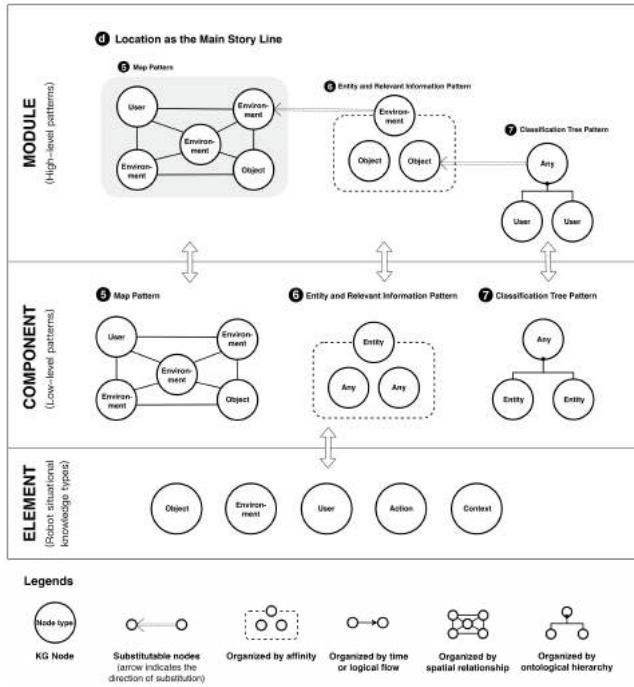 d Location as the Main Story Line
5 Map Pattern
6 Entity and Relevant Information Pattern
7 Classification Tree Pattern
MODULE
(High-level patterns)
User
Environ-
ment
Environ-
ment
Environ-
ment
Object
Environ-
ment
Object
Object
Any
User
User
COMPONENT
(Low-level patterns)
5 Map Pattern
6 Entity and Relevant Information Pattern
7 Classification Tree Pattern
User
Environ-
ment
Environ-
ment
Environ-
ment
Object
Entity
Any
Any
Any
Entity
Entity
ELEMENT
(Robot situational
knowledge types)
Object
Environ-
ment
User
Action
Context
Legends
Node type
KG Node
Substitutable nodes
(arrow indicates the
direction of substitution)
Organized by affinity
Organized by time
or logical flow
Organized by
spatial relationship
Organized by
ontological hierarchy